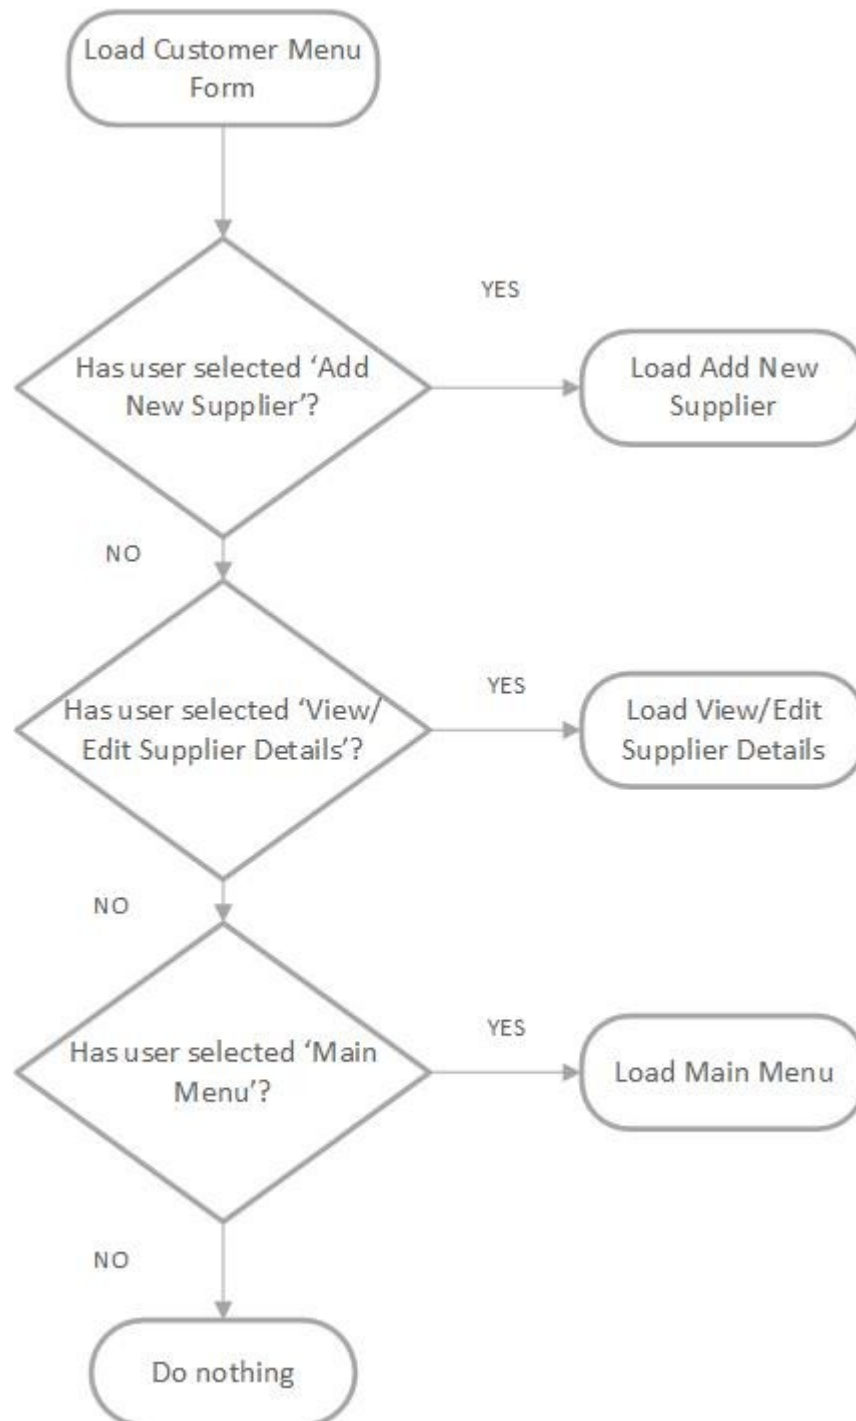 Load Customer Menu
Form
YES
Has user selected ‘Add
New Supplier’?
Load Add New
Supplier
NO
YES
Has user selected ‘View/
Edit Supplier Details’?
Load View/Edit
Supplier Details
NO
YES
Has user selected ‘Main
Menu’?
Load Main Menu
NO
Do nothing